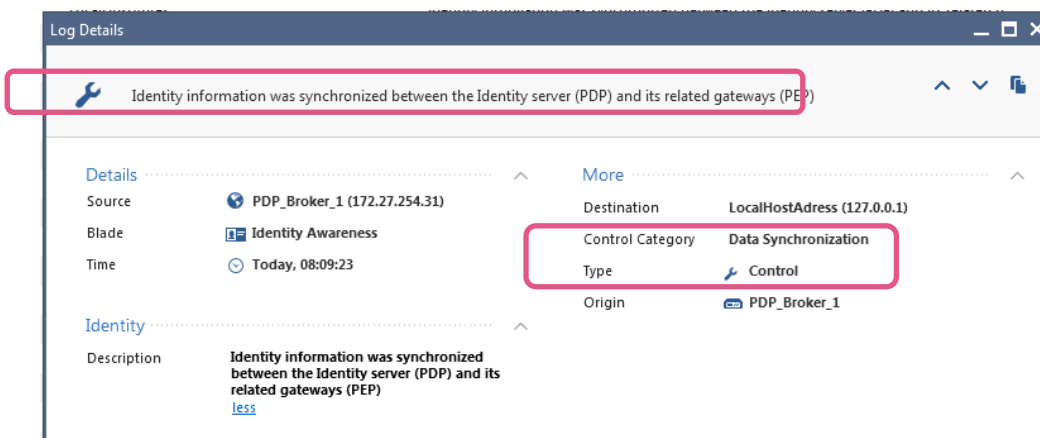 Log Details
Identity information was synchronized between the Identity server (PDP) and its related gateways (PEP)
Details
Source PDP_Broker_1 (172.27.254.31)
Blade Identity Awareness
Time Today, 08:09:23
Identity
Description Identity information was synchronized
between the Identity server (PDP) and its
related gateways (PEP)
less
More
Destination LocalHostAdress (127.0.0.1)
Control Category Data Synchronization
Type Control
Origin PDP_Broker_1